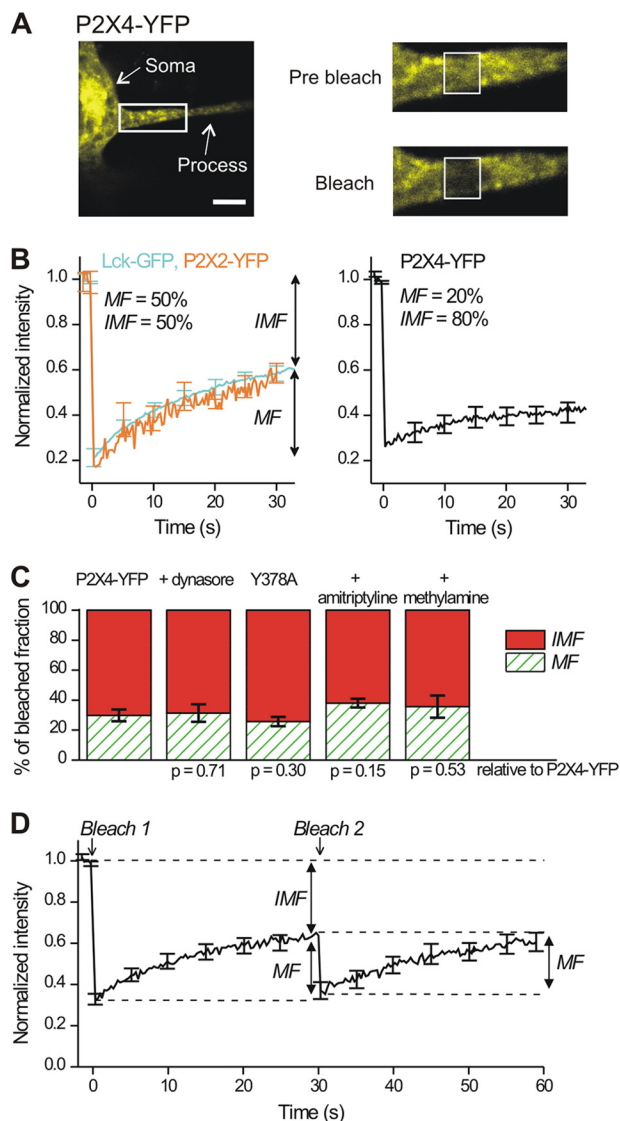 A
P2X4-YFP
Soma
Process
Pre bleach
Bleach
B
Lck-GFP, P2X2-YFP
MF = 50%
IMF = 50%
IMF
MF
Normalized intensity
1.0
0.8
0.6
0.4
0.2
0 10 20 30
Time (s)
P2X4-YFP
MF = 20%
IMF = 80%
1.0
0.8
0.6
0.4
0.2
0 10 20 30
Time (s)
C
P2X4-YFP + dynasore Y378A + amitriptyline + methylamine
% of bleached fraction
100
80
60
40
20
0
IMF
MF
p = 0.71 p = 0.30 p = 0.15 p = 0.53 relative to P2X4-YFP
D
Bleach 1 Bleach 2
Normalized intensity
1.0
0.8
0.6
0.4
0.2
0.0
IMF
MF
MF
0 10 20 30 40 50 60
Time (s)